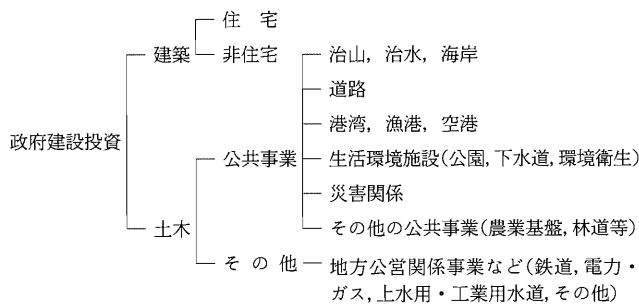 住 宅
建築
非住宅
治山, 治水, 海岸
道路
港湾, 漁港, 空港
政府建設投資
公共事業
生活環境施設(公園, 下水道, 環境衛生)
災害関係
土木
その他の公共事業(農業基盤, 林道等)
そ の 他
地方公営関係事業など(鉄道, 電力・
ガス, 上水用・工業用水道, その他)